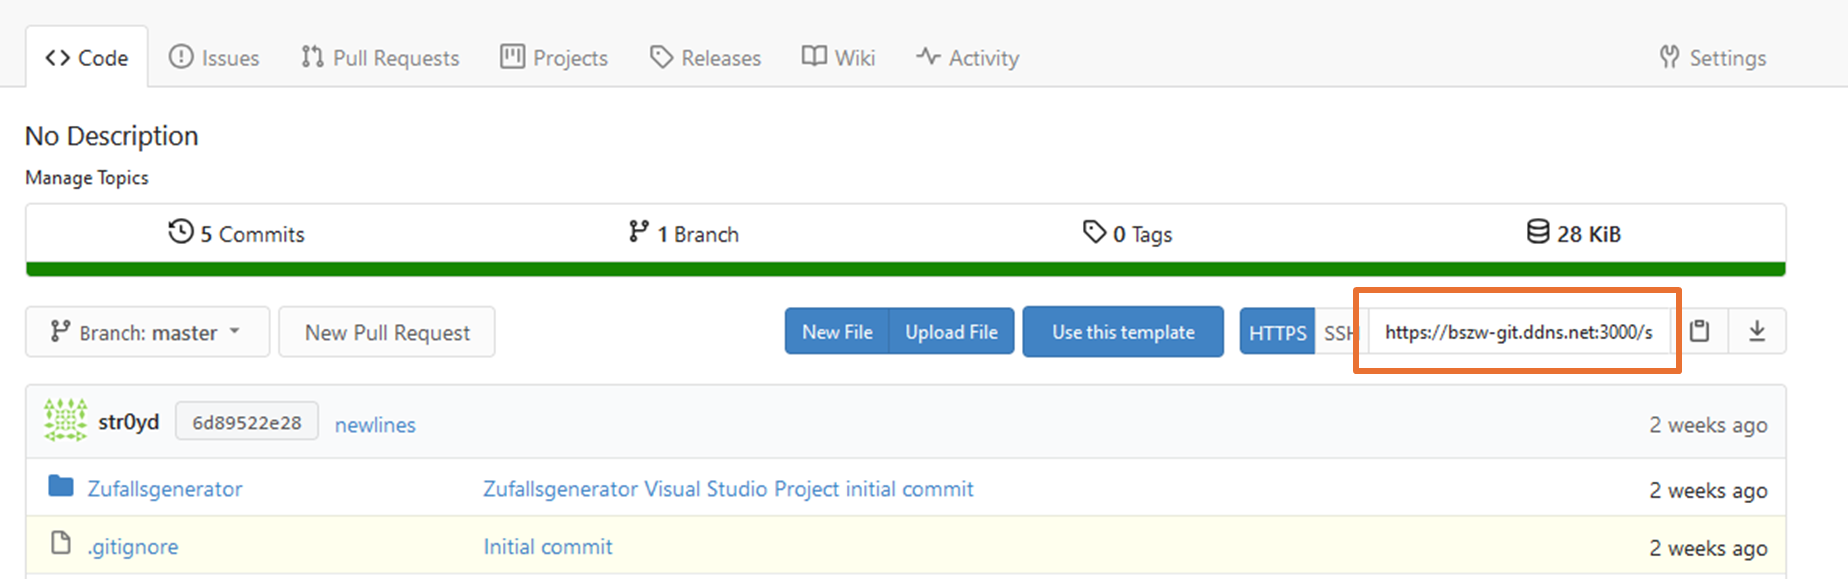 Code Issues Pull Requests Projects Releases Wiki Activity Settings
No Description
Manage Topics
5 Commits 1 Branch 0 Tags 28 KiB
Branch: master New Pull Request New File Upload File Use this template HTTPS SSH https://bszw-git.ddns.net:3000/s
str0yd 6d89522e28 newlines 2 weeks ago
Zufallsgenerator Zufallsgenerator Visual Studio Project initial commit 2 weeks ago
.gitignore Initial commit 2 weeks ago